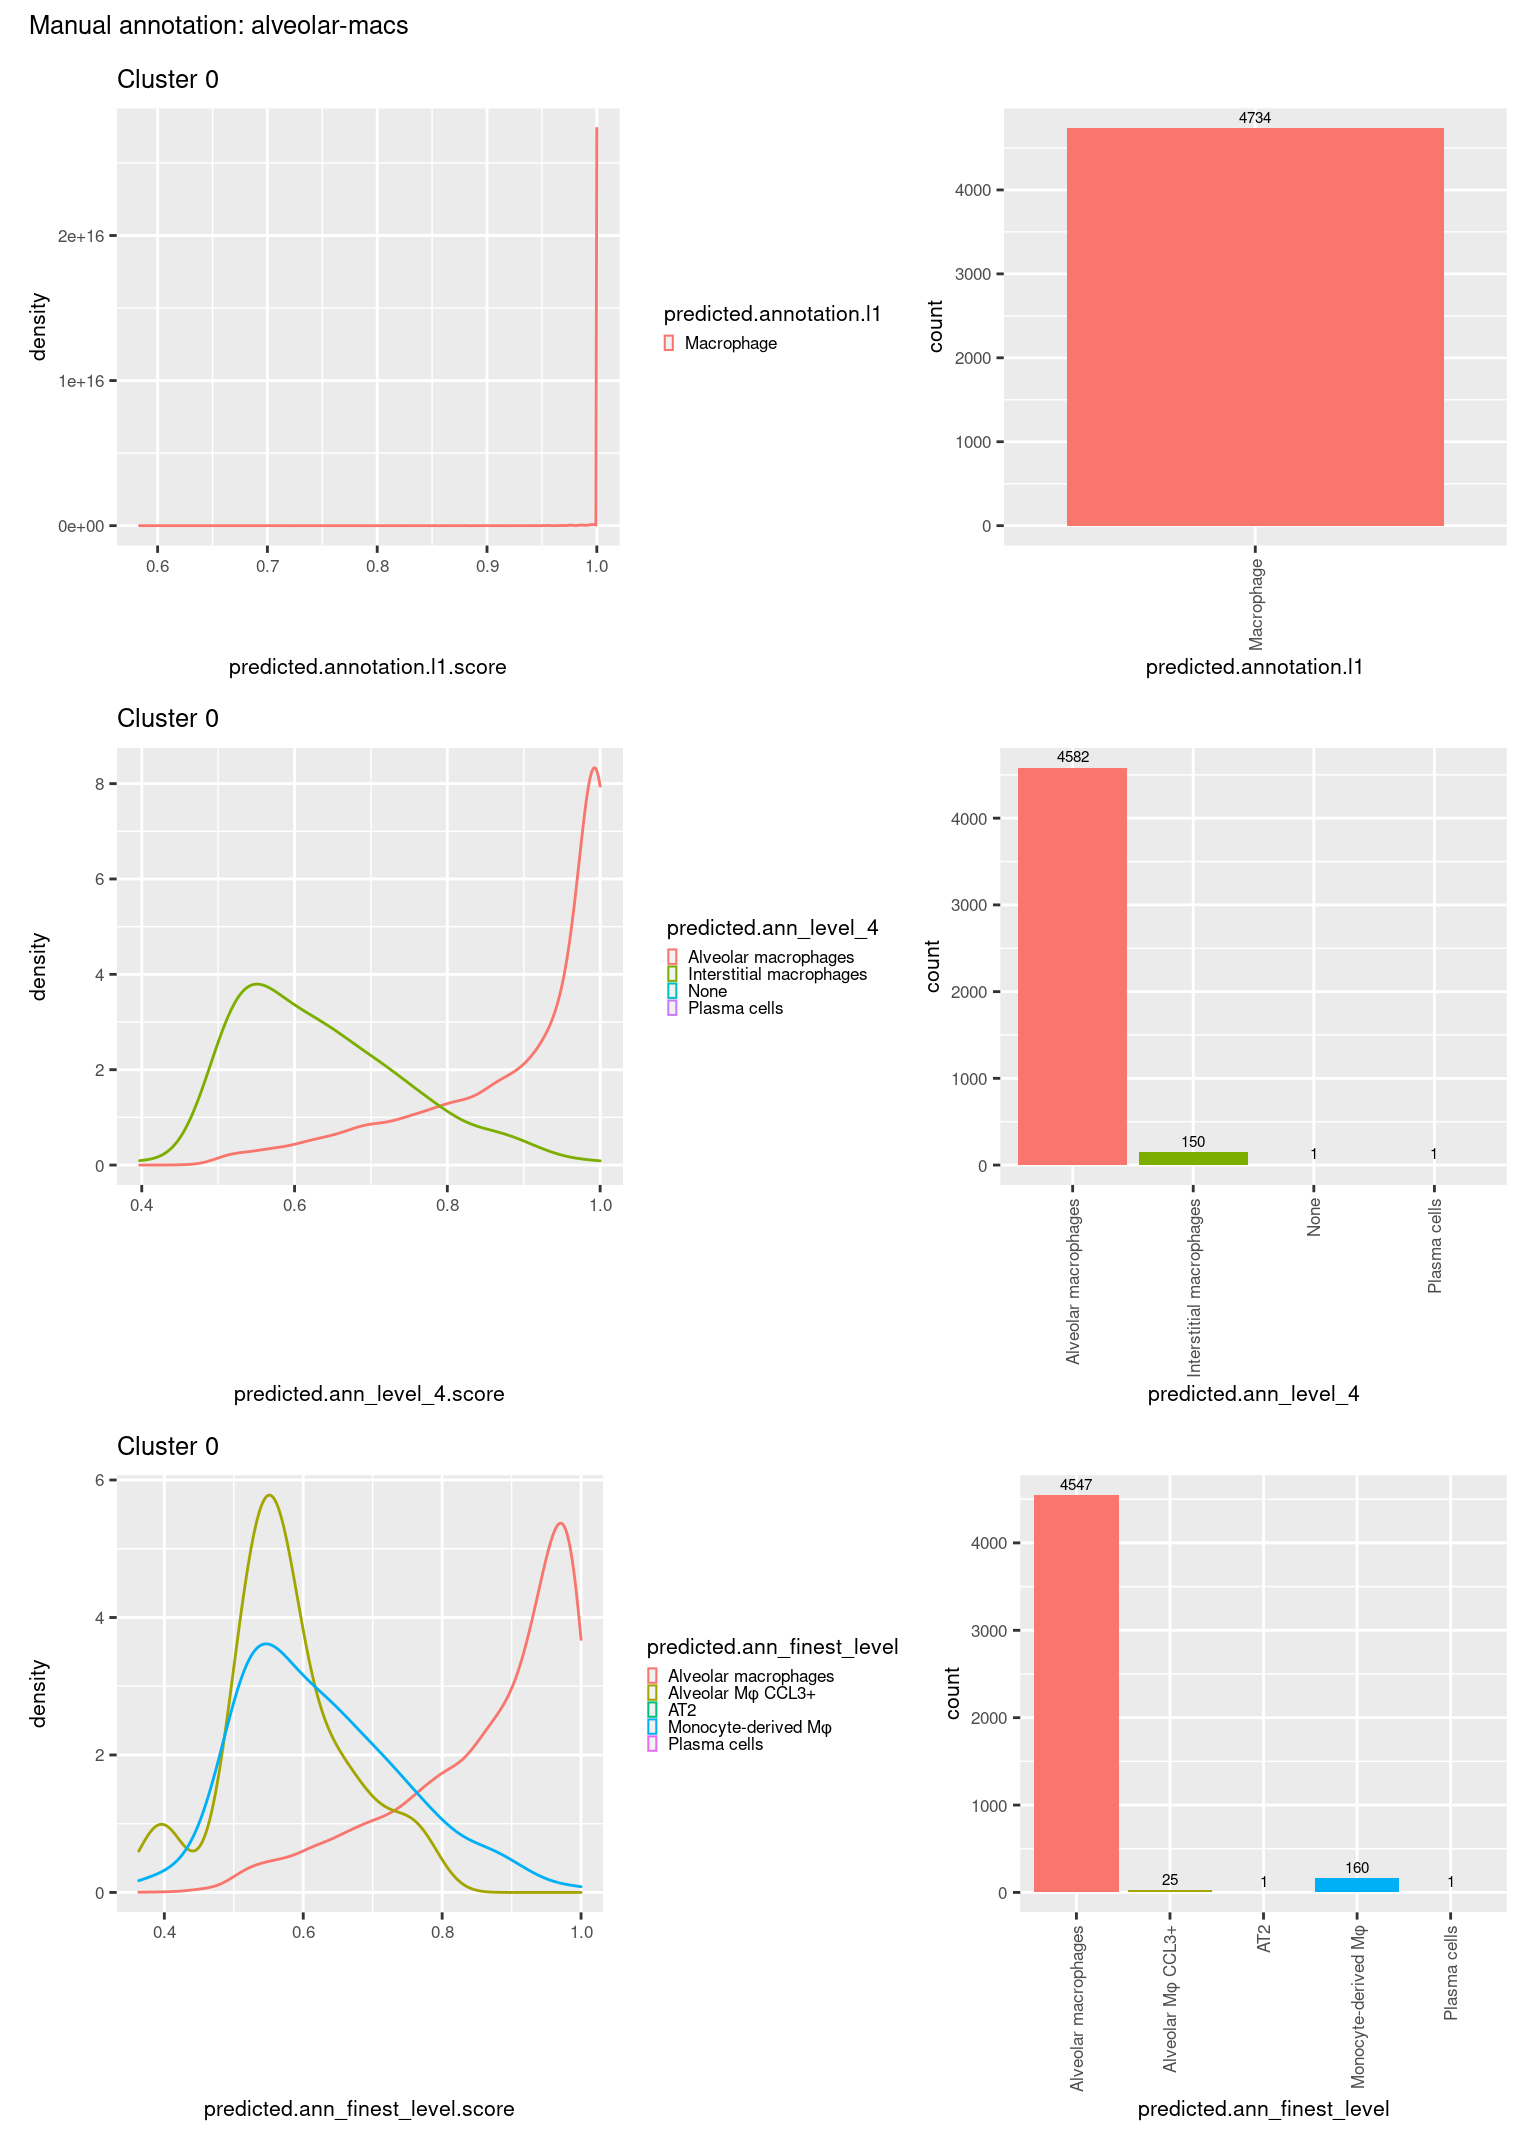 Manual annotation: alveolar-macs
Cluster 0
density
2e+16
1e+16
0e+00
0.6 0.7 0.8 0.9 1.0
predicted.annotation.l1.score
predicted.annotation.l1
Macrophage
count
4734
4000
3000
2000
1000
0
Macrophage
predicted.annotation.l1
Cluster 0
density
8
6
4
2
0
0.4 0.6 0.8 1.0
predicted.ann_level_4.score
predicted.ann_level_4
Alveolar macrophages
Interstitial macrophages
None
Plasma cells
count
4582
150
1
1
4000
3000
2000
1000
0
Alveolar macrophages
Interstitial macrophages
None
Plasma cells
predicted.ann_level_4
Cluster 0
density
6
4
2
0
0.4 0.6 0.8 1.0
predicted.ann_finest_level.score
predicted.ann_finest_level
Alveolar macrophages
Alveolar Mφ CCL3+
AT2
Monocyte-derived Mφ
Plasma cells
count
4547
25
1
160
1
4000
3000
2000
1000
0
Alveolar macrophages
Alveolar Mφ CCL3+
AT2
Monocyte-derived Mφ
Plasma cells
predicted.ann_finest_level